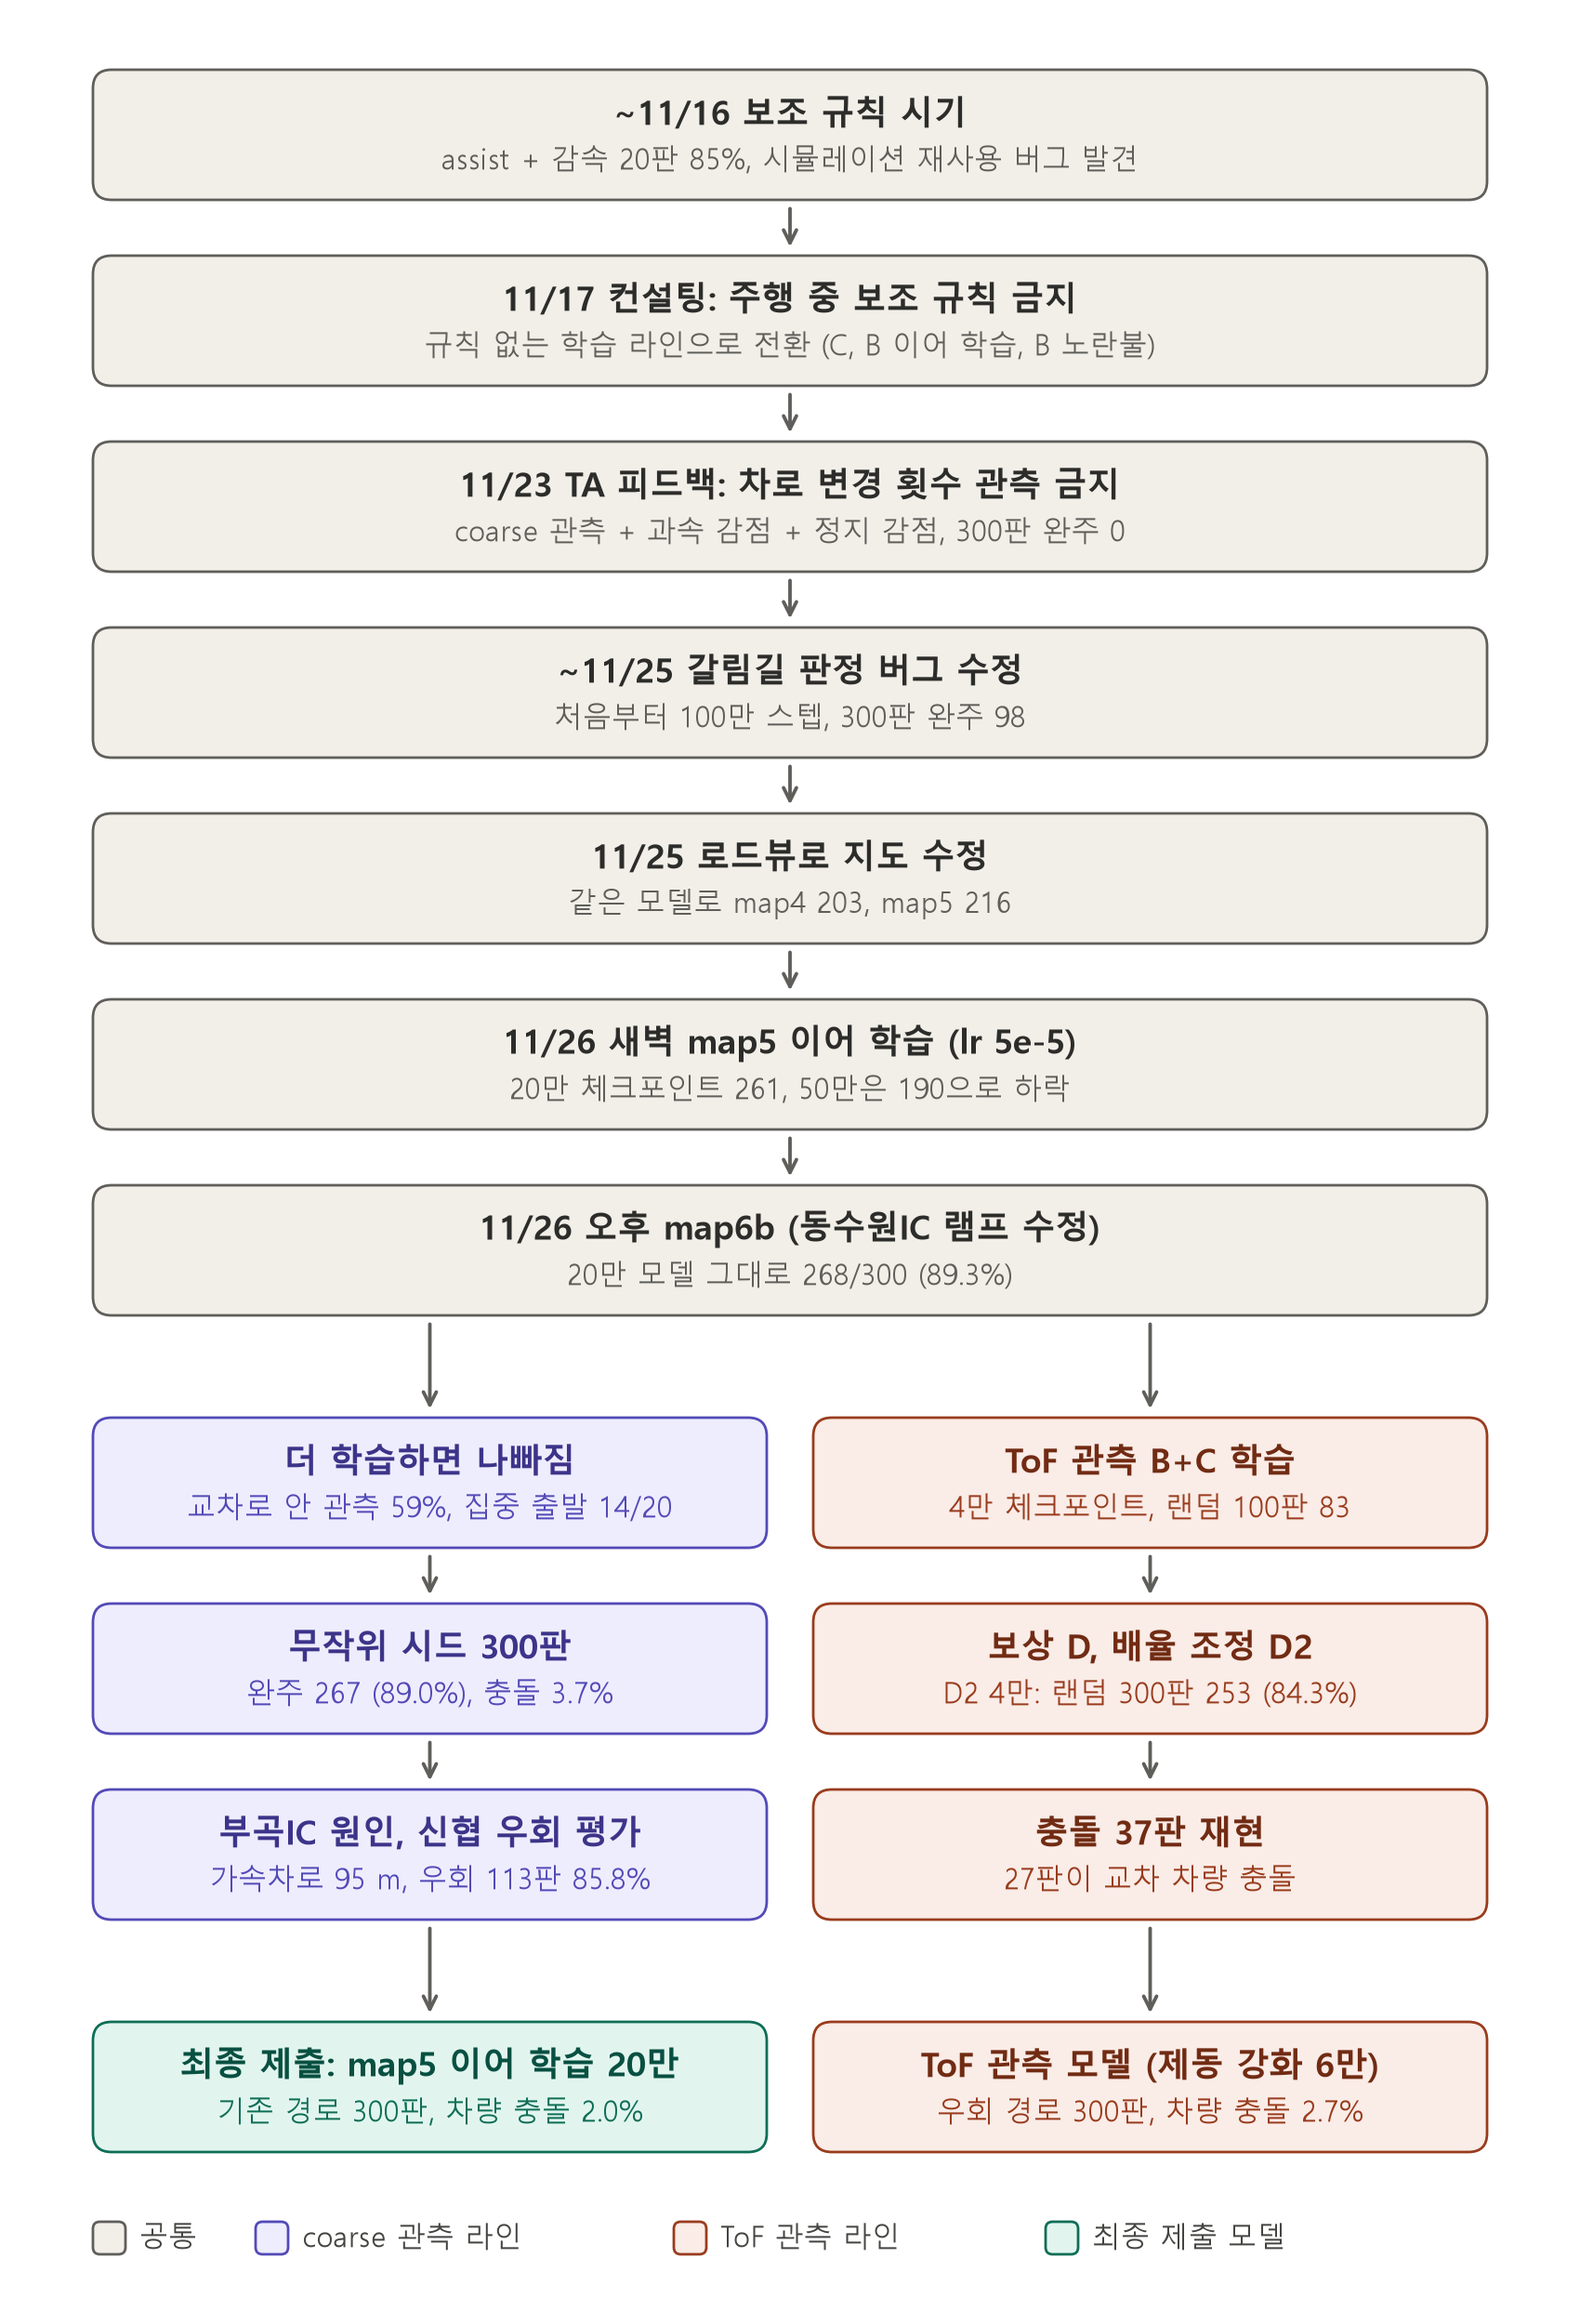 ~11/16 보조 규칙 시기
assist + 감속 20판 85%, 시뮬레이션 재사용 버그 발견
11/17 컨설팅: 주행 중 보조 규칙 금지
규칙 없는 학습 라인으로 전환 (C, B 이어 학습, B 노란불)
11/23 TA 피드백: 차로 변경 횟수 관측 금지
coarse 관측 + 과속 감점 + 정지 감점, 300판 완주 0
~11/25 갈림길 판정 버그 수정
처음부터 100만 스텝, 300판 완주 98
11/25 로드뷰로 지도 수정
같은 모델로 map4 203, map5 216
11/26 새벽 map5 이어 학습 (lr 5e-5)
20만 체크포인트 261, 50만은 190으로 하락
11/26 오후 map6b (동수원IC 램프 수정)
20만 모델 그대로 268/300 (89.3%)
더 학습하면 나빠짐
교차로 안 관측 59%, 집중 출발 14/20
무작위 시드 300판
완주 267 (89.0%), 충돌 3.7%
부곡IC 원인, 신협 우회 평가
가속차로 95 m, 우회 113판 85.8%
최종 제출: map5 이어 학습 20만
기존 경로 300판, 차량 충돌 2.0%
ToF 관측 B+C 학습
4만 체크포인트, 랜덤 100판 83
보상 D, 배율 조정 D2
D2 4만: 랜덤 300판 253 (84.3%)
충돌 37판 재현
27판이 교차 차량 충돌
ToF 관측 모델 (제동 강화 6만)
우회 경로 300판, 차량 충돌 2.7%
공통
coarse 관측 라인
ToF 관측 라인
최종 제출 모델